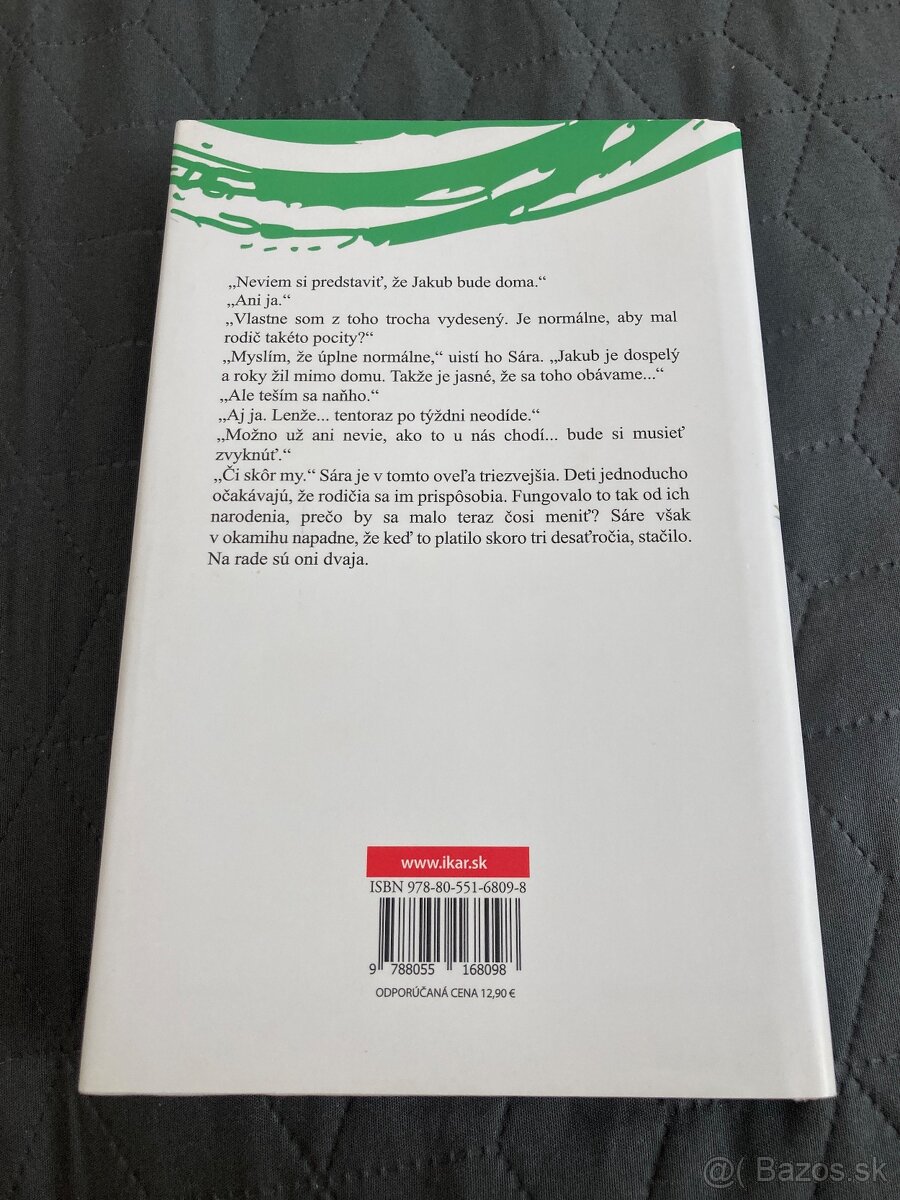 „Neviem si predstaviť, že Jakub bude doma.“
„Ani ja.“
„Vlastne som z toho trocha vydesený. Je normálne, aby mal
rodič takéto pocity?“
„Myslím, že úplne normálne,“ uistí ho Sára. „Jakub je dospelý
a roky žil mimo domu. Takže je jasné, že sa toho obávame...“
„Ale teším sa naňho.“
„Aj ja. Lenže... tentoraz po týždni neodíde.“
„Možno už ani nevie, ako to u nás chodí... bude si musieť
zvyknúť.“
„Či skôr my.“ Sára je v tomto oveľa triezvejšia. Deti jednoducho
očakávajú, že rodičia sa im prispôsobia. Fungovalo to tak od ich
narodenia, prečo by sa malo teraz čosi meniť? Sáre však
v okamihu napadne, že keď to platilo skoro tri desaťročia, stačilo.
Na rade sú oni dvaja.
www.ikar.sk
ISBN 978-80-551-6809-8
9 788055 168098
ODPORÚČANÁ CENA 12,90 €
@( Bazos.sk